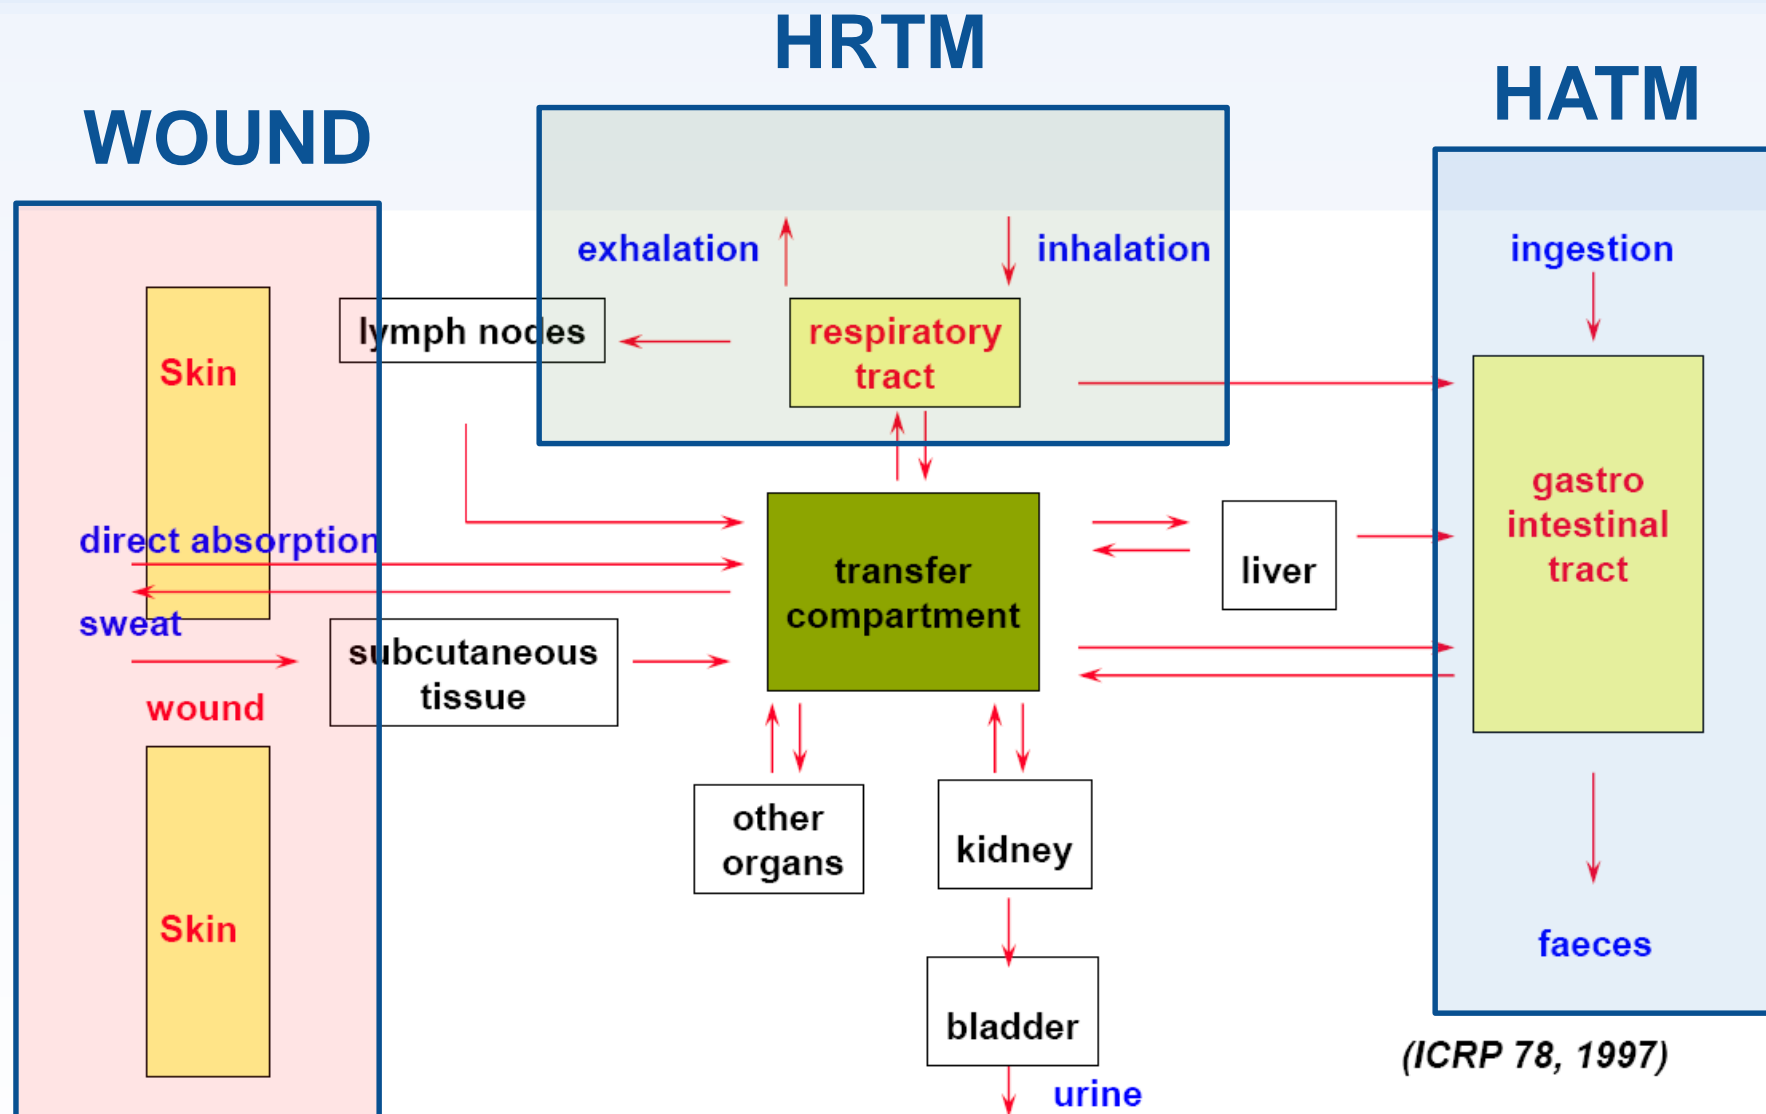 HRTM
HATM
WOUND
exhalation
inhalation
ingestion
lymph nodes
respiratory
tract
Skin
gastro
intestinal
tract
direct absorption
transfer
compartment
liver
sweat
subcutaneous
tissue
wound
other
organs
kidney
Skin
faeces
bladder
(ICRP 78, 1997)
urine